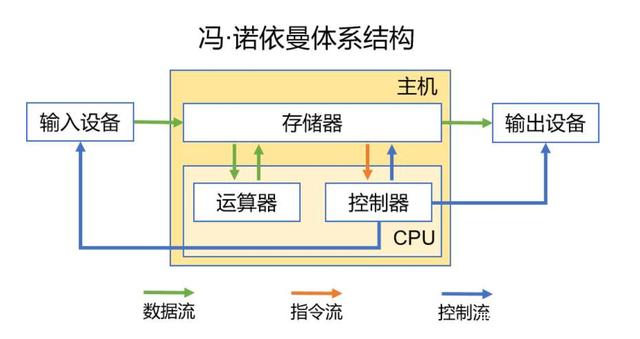 冯·诺依曼体系结构
主机
输入设备
存储器
输出设备
运算器
控制器
CPU
数据流
指令流
控制流